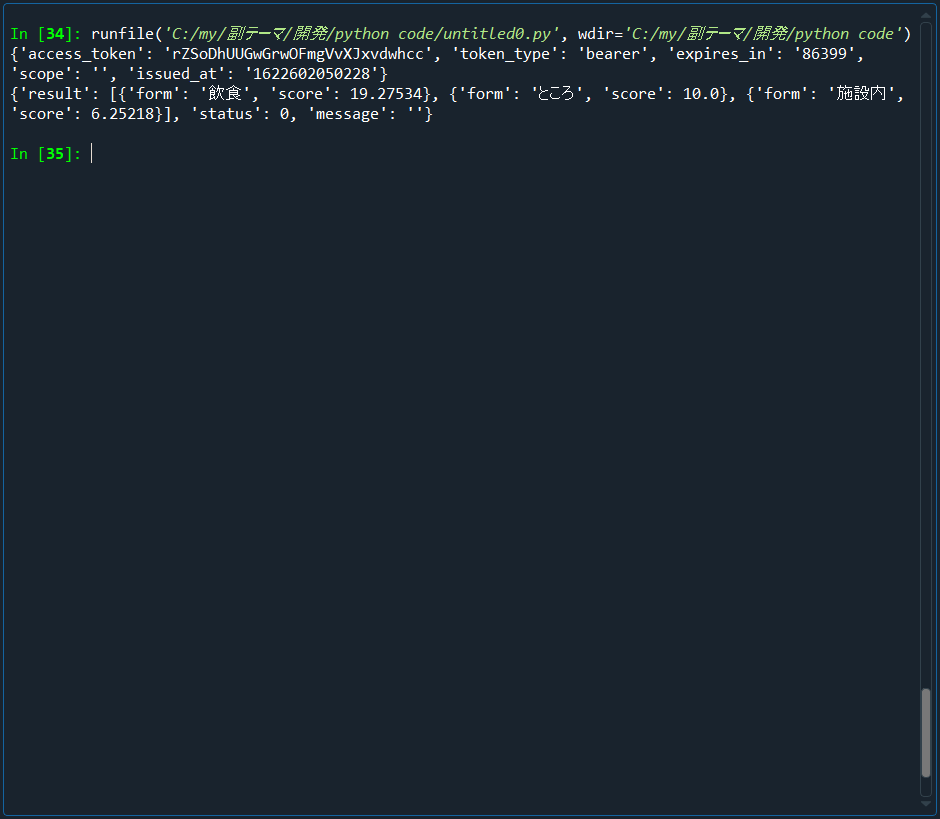 In [34]: runfile('C:/my/副テーマ/開発/python code/untitled0.py', wdir='C:/my/副テーマ/開発/python code')
{'access_token': 'rZSoDhUUGwGrwOFmgVvXJxvdwhcc', 'token_type': 'bearer', 'expires_in': '86399',
'scope': '', 'issued_at': '1622602050228'}
{'result': [{'form': '飲食', 'score': 19.27534}, {'form': 'ところ', 'score': 10.0}, {'form': '施設内',
'score': 6.25218}], 'status': 0, 'message': ''}
In [35]: